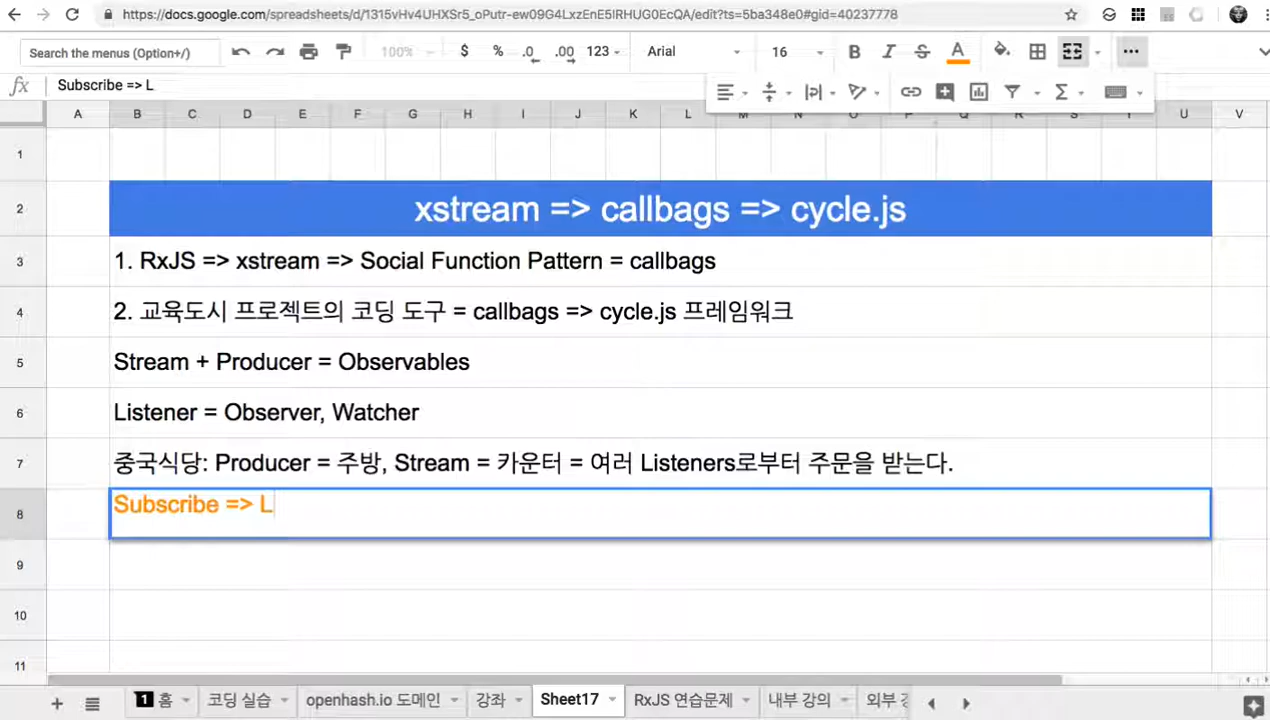 https://docs.google.com/spreadsheets/d/1315vHv4UHXSr5_oPutr-ew09G4LxzEnE5IRHUG0EcQA/edit?ts=5ba348e0#gid=40237778
Search the menus (Option+/)
100%
$
%
.0
.00
123
Arial
16
B
I
S
A
fx
Subscribe => L
A B C D E F G H I J K L M N O P Q R S T U V
1
2
xstream => callbags => cycle.js
3
1. RxJS => xstream => Social Function Pattern = callbags
4
2. 교육도시 프로젝트의 코딩 도구 = callbags => cycle.js 프레임워크
5
Stream + Producer = Observables
6
Listener = Observer, Watcher
7
중국식당: Producer = 주방, Stream = 카운터 = 여러 Listeners로부터 주문을 받는다.
8
Subscribe => L
9
10
11
1 홈
코딩 실습
openhash.io 도메인
강좌
Sheet17
RxJS 연습문제
내부 강의
외부